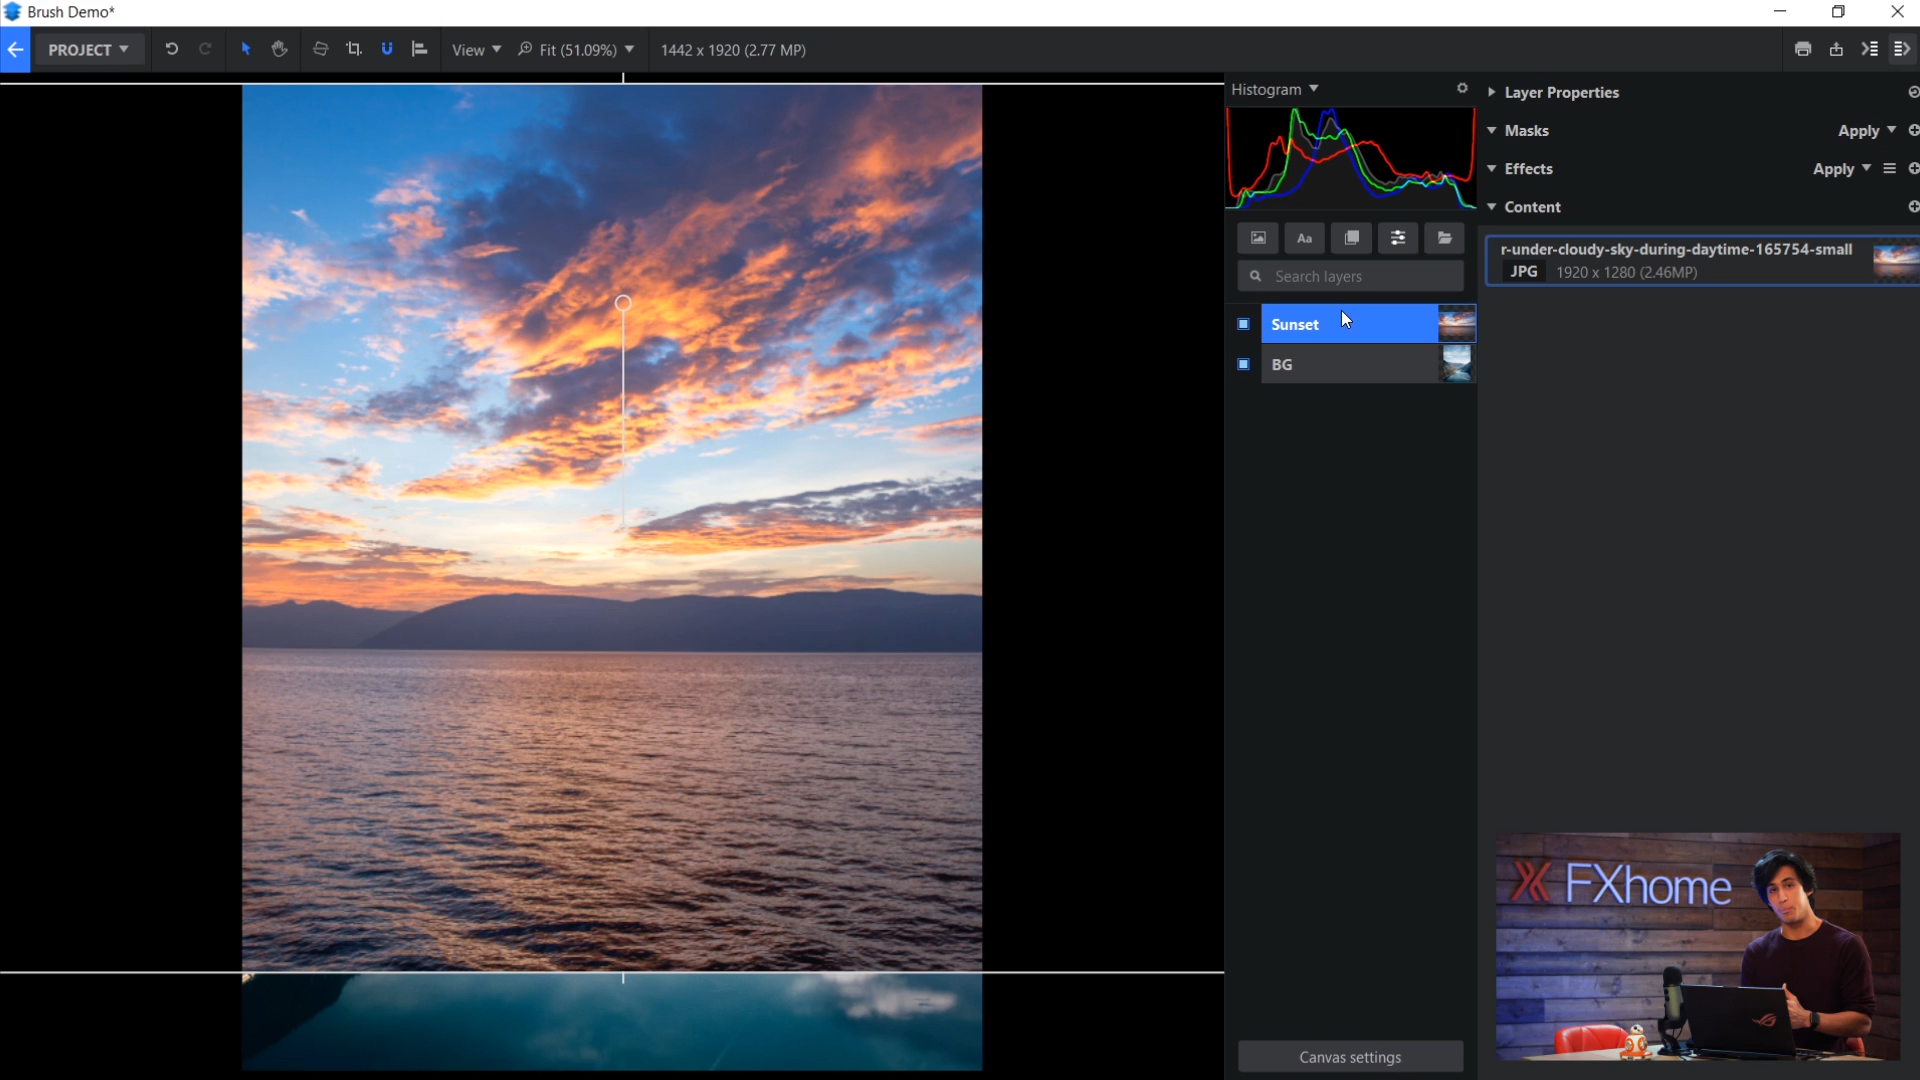 Brush Demo*
PROJECT
View
Fit (51.09%)
1442 x 1920 (2.77 MP)
Histogram
Layer Properties
Masks
Apply
Effects
Apply
Content
r-under-cloudy-sky-during-daytime-165754-small
JPG
1920 x 1280 (2.46MP)
Aa
Search layers
Sunset
BG
FXhome
Canvas settings